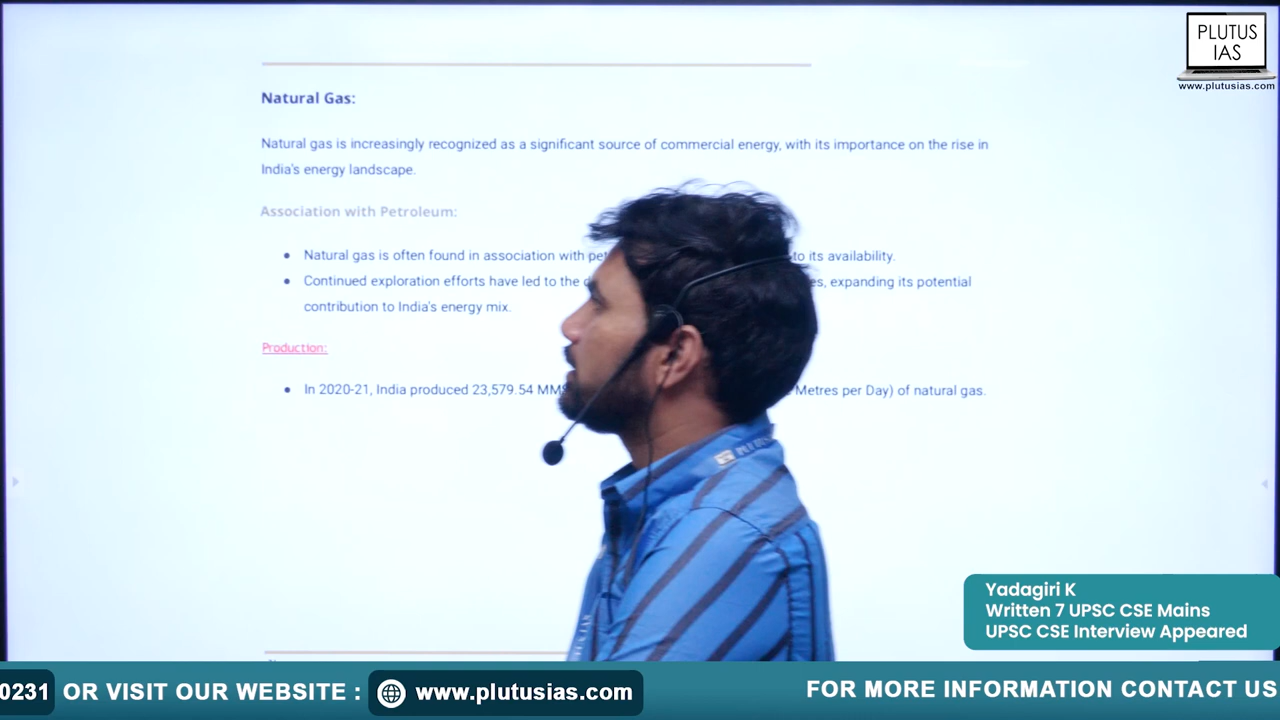 PLUTUS
IAS
www.plutusias.com
Natural Gas:
Natural gas is increasingly recognized as a significant source of commercial energy, with its importance on the rise in
India's energy landscape.
Association with Petroleum:
Natural gas is often found in association with to its availability.
Continued exploration efforts have led to the expanding its potential
contribution to India's energy mix.
Production:
In 2020-21, India produced 23,579.54 Metres per Day) of natural gas.
Yadagiri K
Written 7 UPSC CSE Mains
UPSC CSE Interview Appeared
0231 OR VISIT OUR WEBSITE : www.plutusias.com FOR MORE INFORMATION CONTACT US